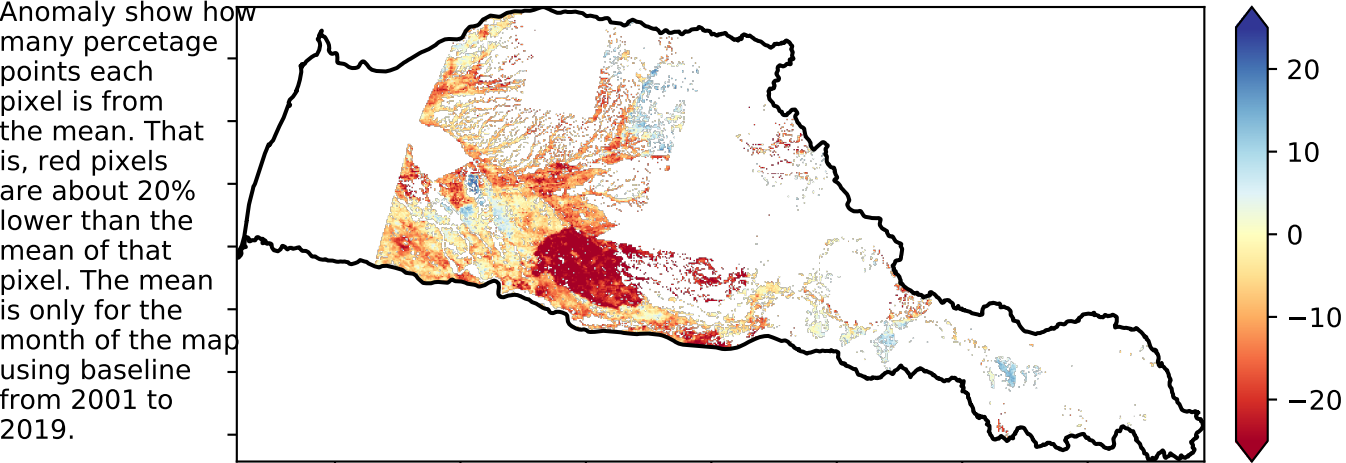 Anomaly show how
many percetage
points each
pixel is from
the mean. That
is, red pixels
are about 20%
lower than the
mean of that
pixel. The mean
is only for the
month of the map
using baseline
from 2001 to
2019.
20
10
0
−10
−20